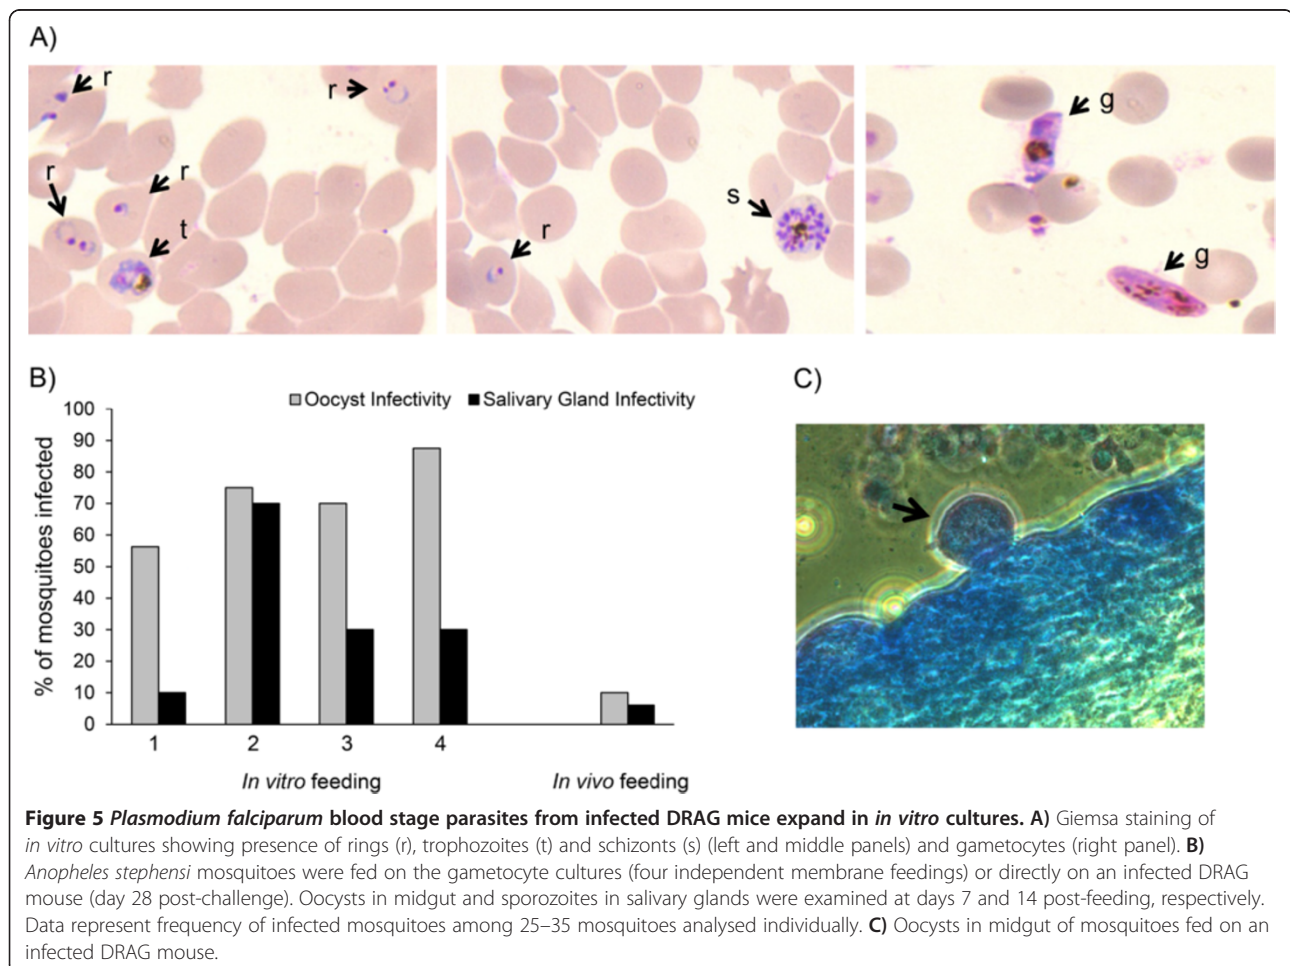 A)
r
r
r
r
t
r
s
g
g
B)
Oocyst Infectivity Salivary Gland Infectivity
% of mosquitoes infected
100
90
80
70
60
50
40
30
20
10
0
1 2 3 4
In vitro feeding In vivo feeding
C)
Figure 5 Plasmodium falciparum blood stage parasites from infected DRAG mice expand in in vitro cultures. A) Giemsa staining of
in vitro cultures showing presence of rings (r), trophozoites (t) and schizonts (s) (left and middle panels) and gametocytes (right panel). B)
Anopheles stephensi mosquitoes were fed on the gametocyte cultures (four independent membrane feedings) or directly on an infected DRAG
mouse (day 28 post-challenge). Oocysts in midgut and sporozoites in salivary glands were examined at days 7 and 14 post-feeding, respectively.
Data represent frequency of infected mosquitoes among 25–35 mosquitoes analysed individually. C) Oocysts in midgut of mosquitoes fed on an
infected DRAG mouse.